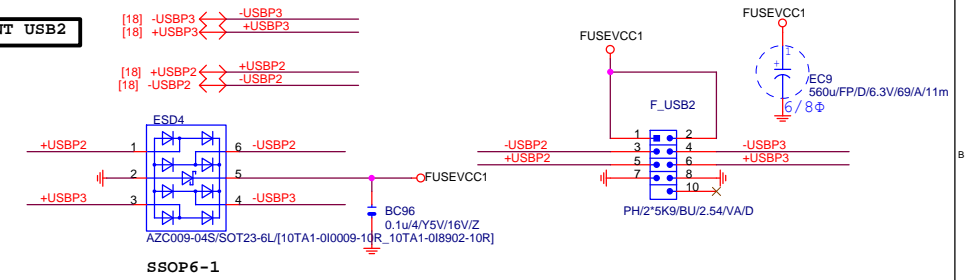 NT USB2
[18] -USBP3 -USBP3
[18] +USBP3 +USBP3
[18] +USBP2 +USBP2
[18] -USBP2 -USBP2
ESD4
+USBP2 1 6 -USBP2
2 5 FUSEVCC1
+USBP3 3 4 -USBP3
BC96
0.1u/4/Y5V/16V/Z
AZC009-04S/SOT23-6L/[10TA1-0I0009-10R_10TA1-0I8902-10R]
SSOP6-1
FUSEVCC1
F_USB2
1 2
-USBP2 3 4 -USBP3
+USBP2 5 6 +USBP3
7 8
10
PH/2*5K9/BU/2.54/VA/D
FUSEVCC1
1
+
EC9
560u/FP/D/6.3V/69/A/11m
6/8Φ
B